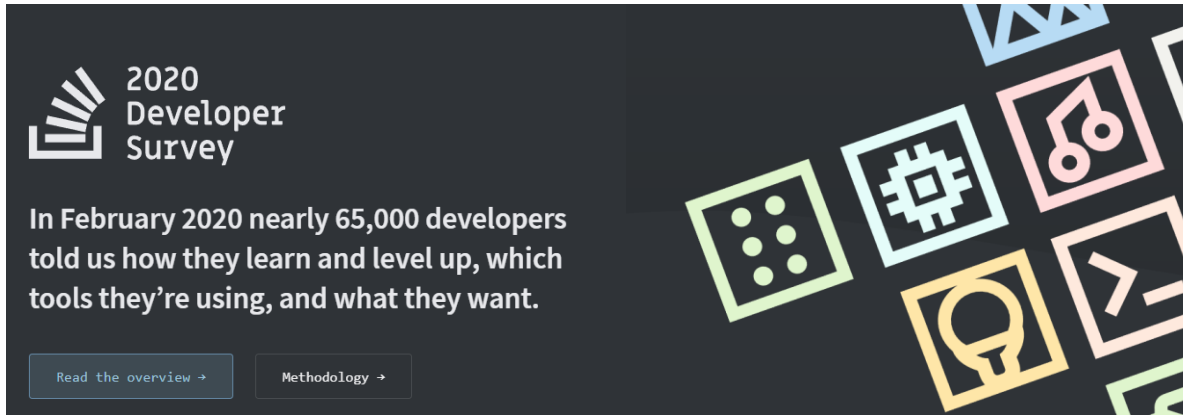 2020
Developer
Survey
In February 2020 nearly 65,000 developers
told us how they learn and level up, which
tools they’re using, and what they want.
Read the overview →
Methodology →